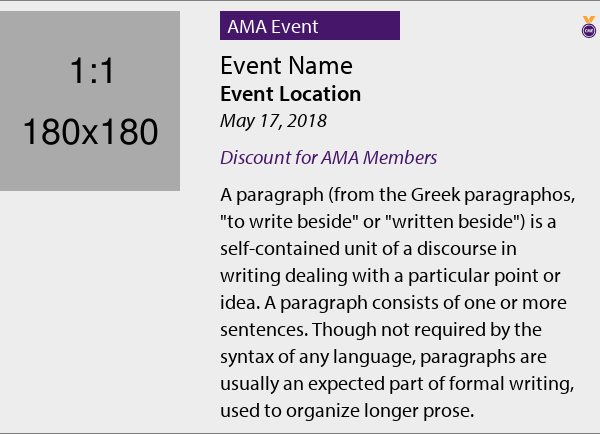 1:1
180x180
AMA Event
Event Name
Event Location
May 17, 2018
Discount for AMA Members
A paragraph (from the Greek paragraphos,
"to write beside" or "written beside") is a
self-contained unit of a discourse in
writing dealing with a particular point or
idea. A paragraph consists of one or more
sentences. Though not required by the
syntax of any language, paragraphs are
usually an expected part of formal writing,
used to organize longer prose.